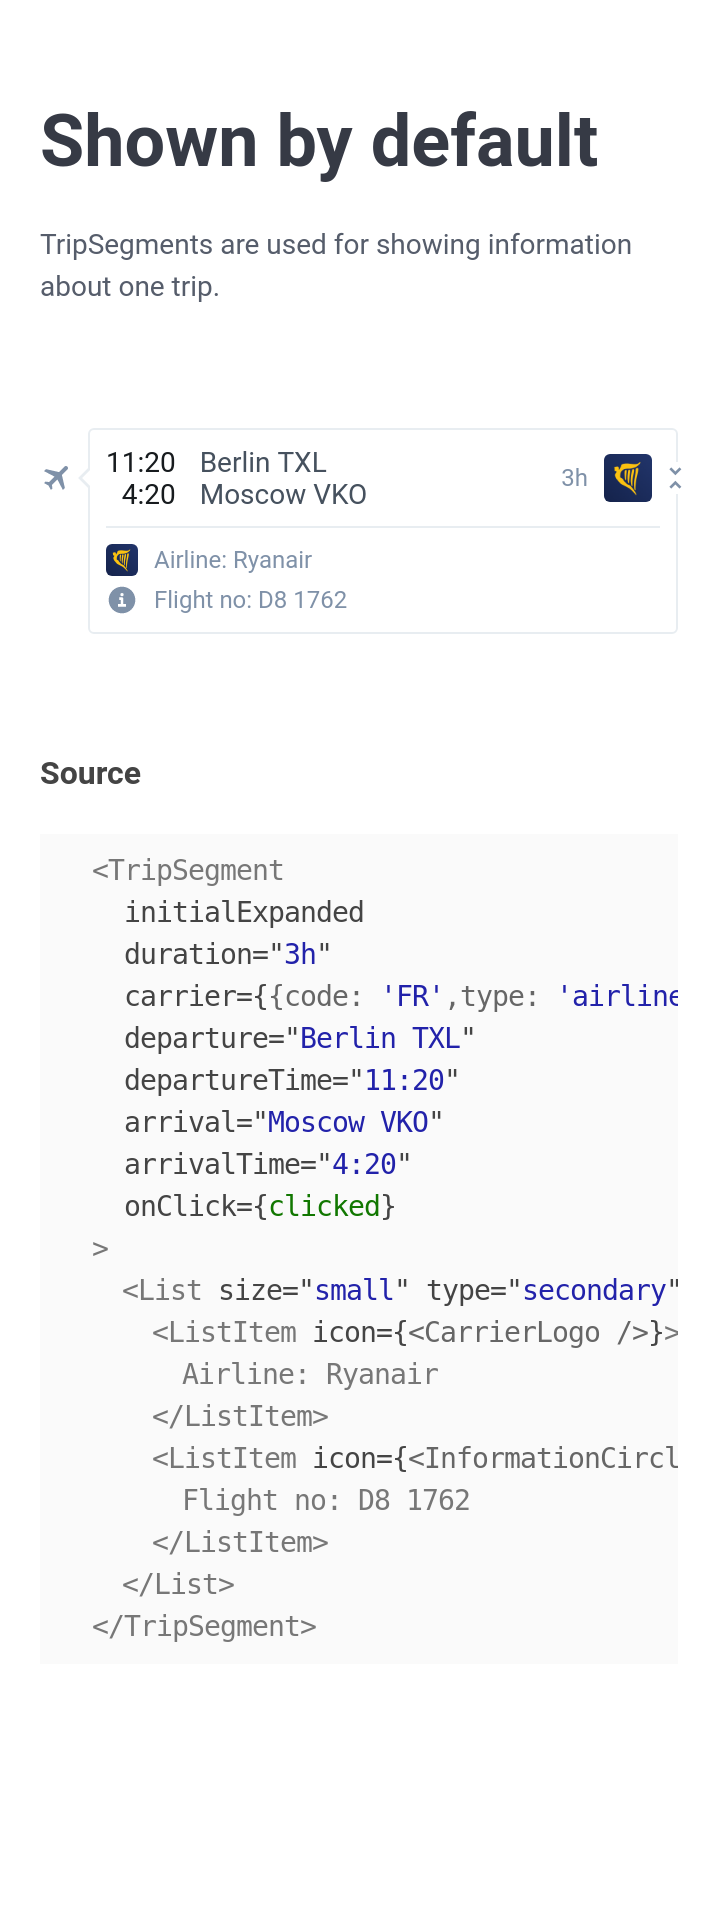 Shown by default
TripSegments are used for showing information
about one trip.
11:20 Berlin TXL
4:20 Moscow VKO
3h
Airline: Ryanair
Flight no: D8 1762
Source
<TripSegment
initialExpanded
duration="3h"
carrier={{code: 'FR',type: 'airline
departure="Berlin TXL"
departureTime="11:20"
arrival="Moscow VKO"
arrivalTime="4:20"
onClick={clicked}
>
<List size="small" type="secondary"
<ListItem icon={<CarrierLogo />}>
Airline: Ryanair
</ListItem>
<ListItem icon={<InformationCircl
Flight no: D8 1762
</ListItem>
</List>
</TripSegment>